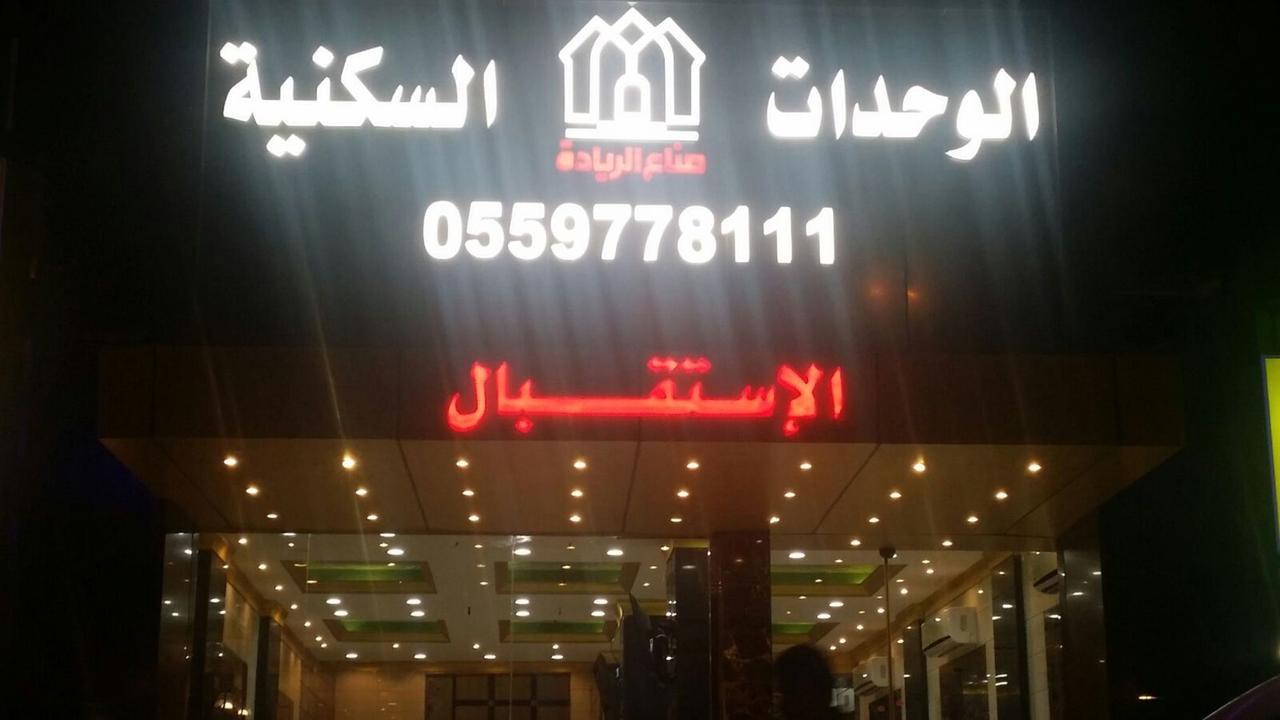 الوحدات السكنية
صناع الريادة
0559778111
الإستقبال